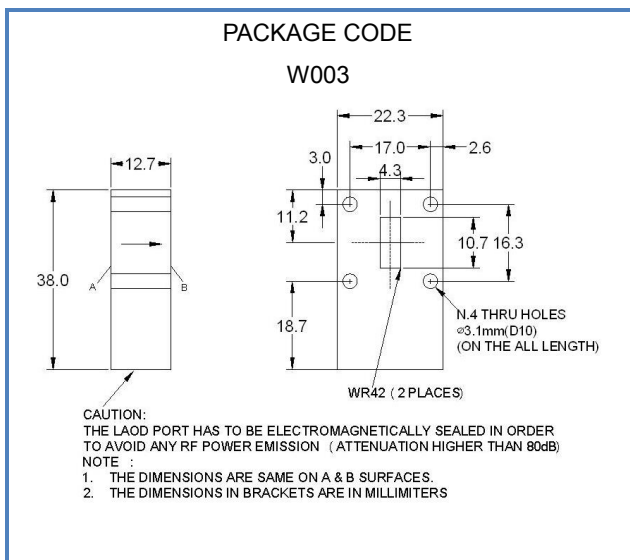 PACKAGE CODE
W003
22.3
17.0
2.6
3.0
4.3
12.7
11.2
10.7
16.3
38.0
A
B
18.7
N.4 THRU HOLES
⌀3.1mm(D10)
(ON THE ALL LENGTH)
WR42 ( 2 PLACES)
CAUTION:
THE LAOD PORT HAS TO BE ELECTROMAGNETICALLY SEALED IN ORDER
TO AVOID ANY RF POWER EMISSION ( ATTENUATION HIGHER THAN 80dB)
NOTE :
1. THE DIMENSIONS ARE SAME ON A & B SURFACES.
2. THE DIMENSIONS IN BRACKETS ARE IN MILLIMITERS